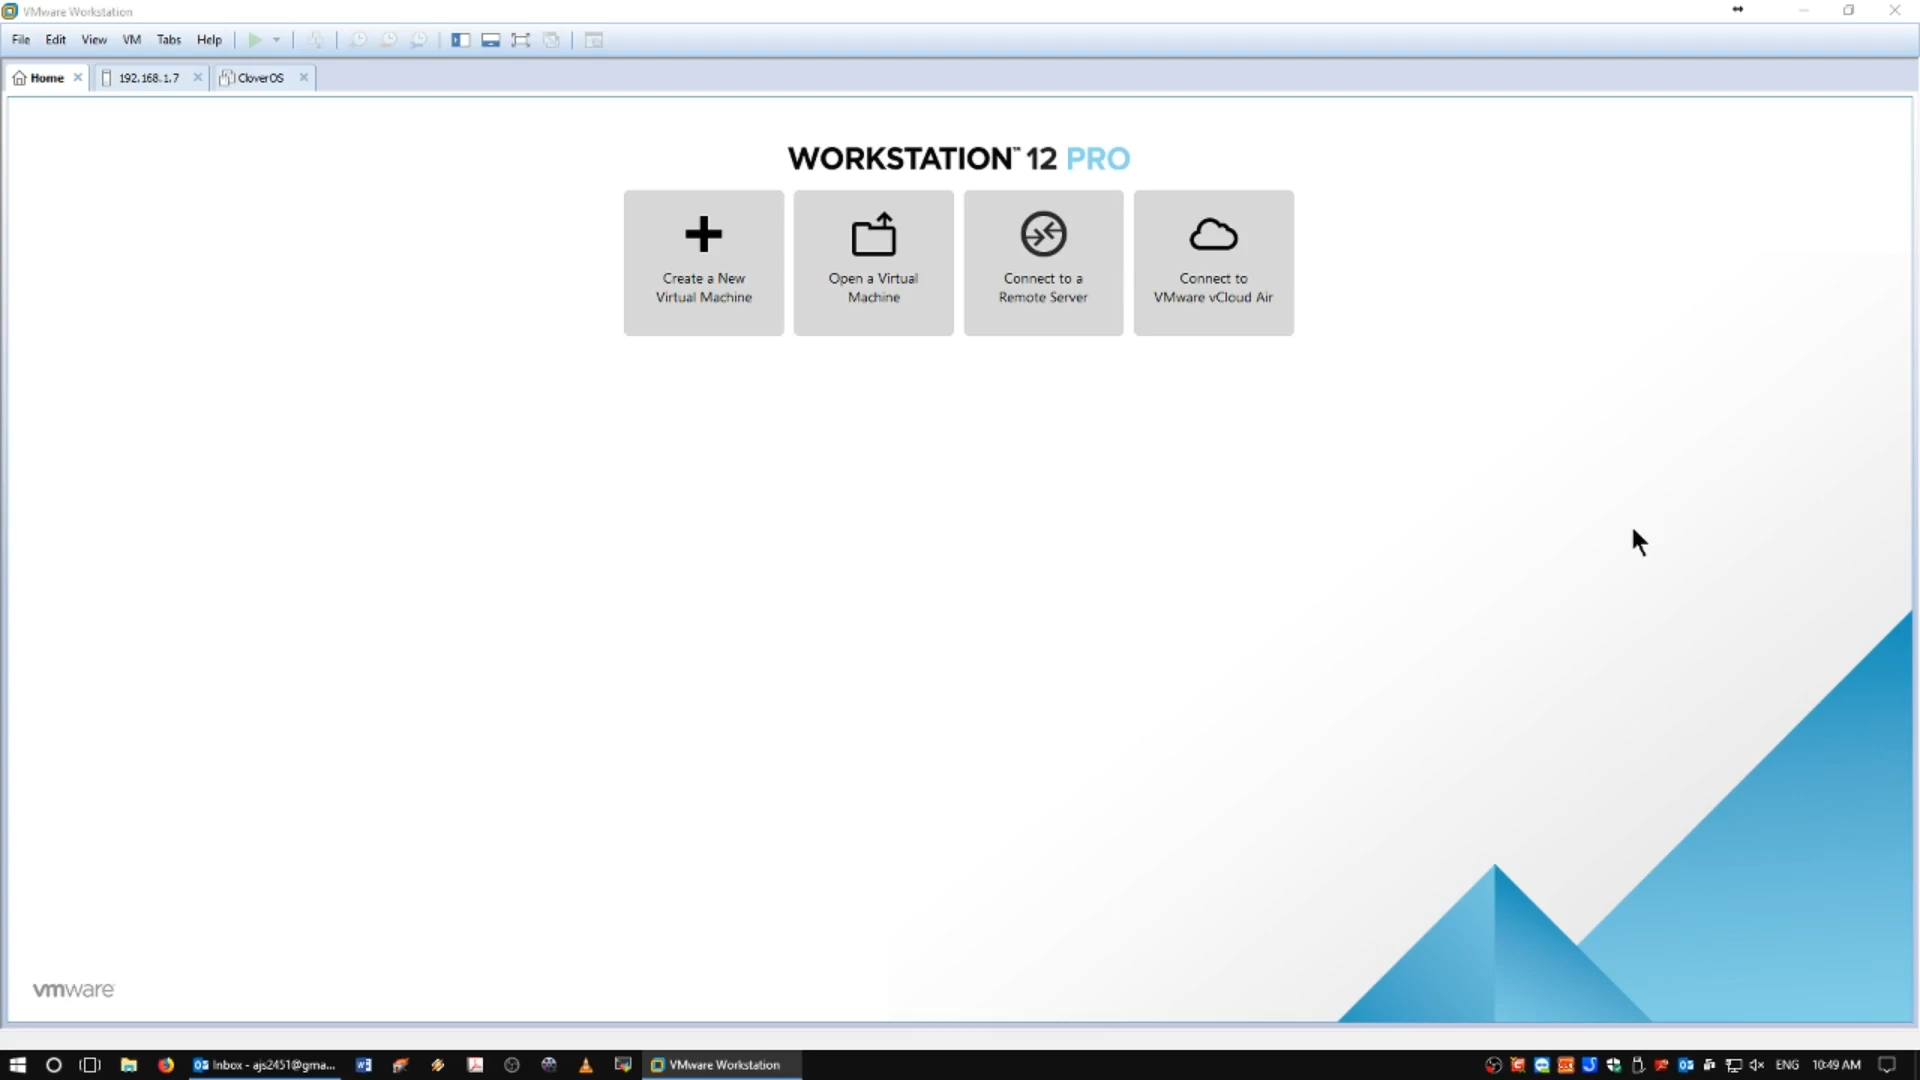 VMware Workstation
File Edit View VM Tabs Help
Home 192.168.1.7 CloverOS
WORKSTATION™ 12 PRO
Create a New
Virtual Machine
Open a Virtual
Machine
Connect to a
Remote Server
Connect to
VMware vCloud Air
vmware
Inbox - ajs2451@gma... VMware Workstation ENG 10:49 AM